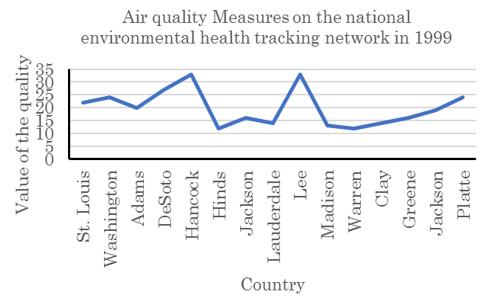 Air quality Measures on the national
environmental health tracking network in 1999
Value of the quality
35
30
25
20
15
10
5
0
St. Louis
Washington
Adams
DeSoto
Hancock
Hinds
Jackson
Lauderdale
Lee
Madison
Warren
Clay
Greene
Jackson
Platte
Country